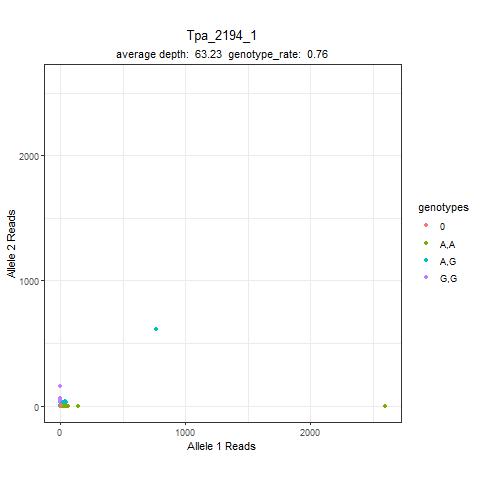 Tpa_2194_1
average depth: 63.23 genotype_rate: 0.76
Allele 2 Reads
2000
1000
0
0 1000 2000
Allele 1 Reads
genotypes
0
A,A
A,G
G,G